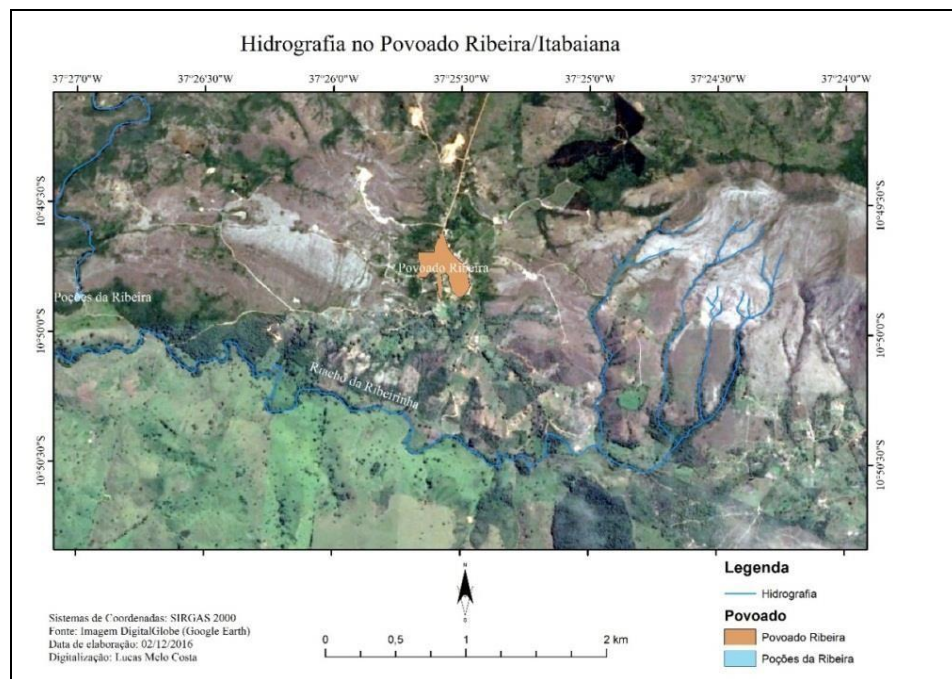 Hidrografia no Povoado Ribeira/Itabaiana
37°27'0"W 37°26'30"W 37°26'0"W 37°25'30"W 37°25'0"W 37°24'30"W 37°24'0"W
10°49'30"S 10°49'30"S
Povoado Ribeira
Poções da Ribeira
10°50'0"S 10°50'0"S
Riacho da Ribeirinha
10°50'30"S 10°50'30"S
N
S
Legenda
Hidrografia
Povoado
Povoado Ribeira
Poções da Ribeira
Sistemas de Coordenadas: SIRGAS 2000
Fonte: Imagem DigitalGlobe (Google Earth)
Data de elaboração: 02/12/2016
Digitalização: Lucas Melo Costa
0 0,5 1 2 km